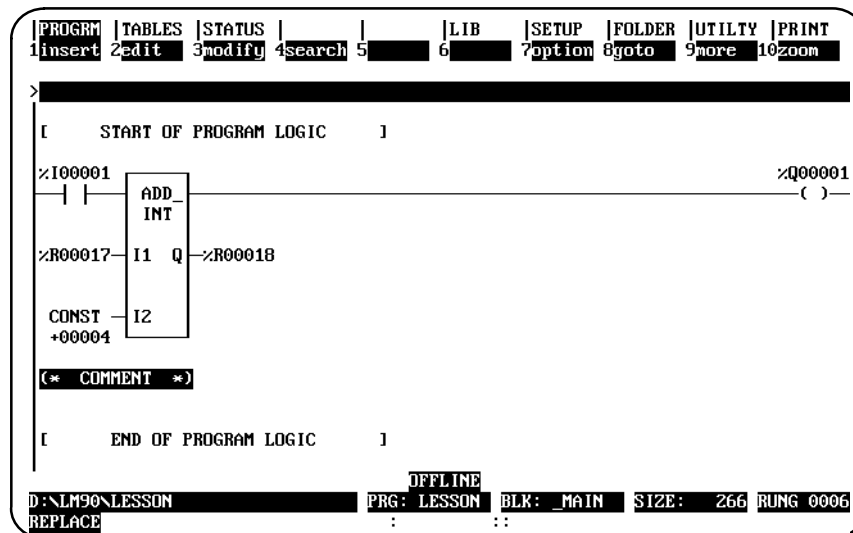 |PROGRM |TABLES |STATUS | | |LIB |SETUP |FOLDER |UTILTY |PRINT
1insert 2edit 3modify 4search 5 6 7option 8goto 9more 10zoom
>
[ START OF PROGRAM LOGIC ]
%I00001 %Q00001
ADD_ ( )
INT
%R00017 I1 Q %R00018
CONST I2
+00004
(* COMMENT *)
[ END OF PROGRAM LOGIC ]
OFFLINE
D:\LM90\LESSON PRG: LESSON BLK: _MAIN SIZE: 266 RUNG 0006
REPLACE : ::